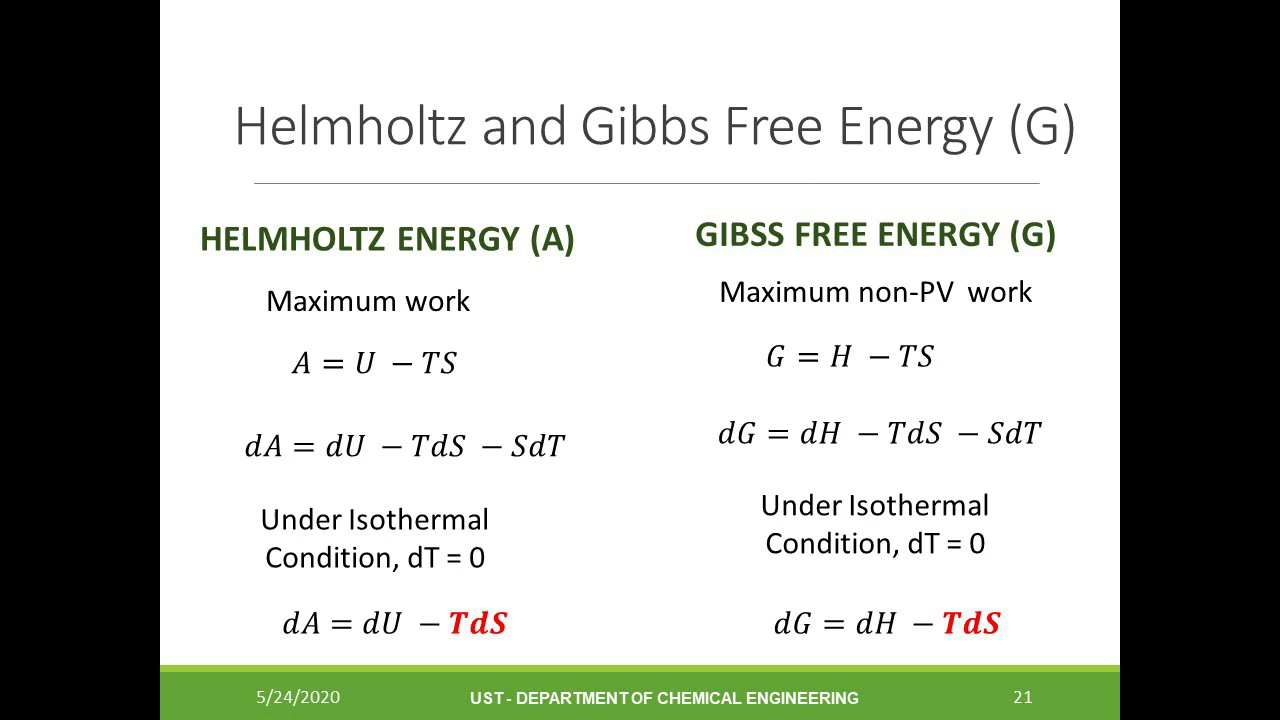 Helmholtz and Gibbs Free Energy (G)
HELMHOLTZ ENERGY (A)
Maximum work
A = U − TS
dA = dU − TdS − SdT
Under Isothermal
Condition, dT = 0
dA = dU − TdS
GIBSS FREE ENERGY (G)
Maximum non-PV work
G = H − TS
dG = dH − TdS − SdT
Under Isothermal
Condition, dT = 0
dG = dH − TdS
5/24/2020
UST - DEPARTMENT OF CHEMICAL ENGINEERING
21